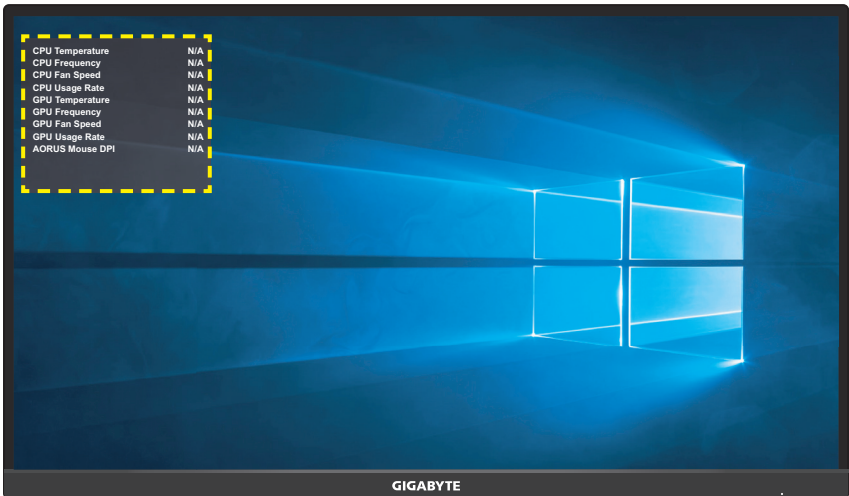 CPU Temperature N/A
CPU Frequency N/A
CPU Fan Speed N/A
CPU Usage Rate N/A
GPU Temperature N/A
GPU Frequency N/A
GPU Fan Speed N/A
GPU Usage Rate N/A
AORUS Mouse DPI N/A
GIGABYTE